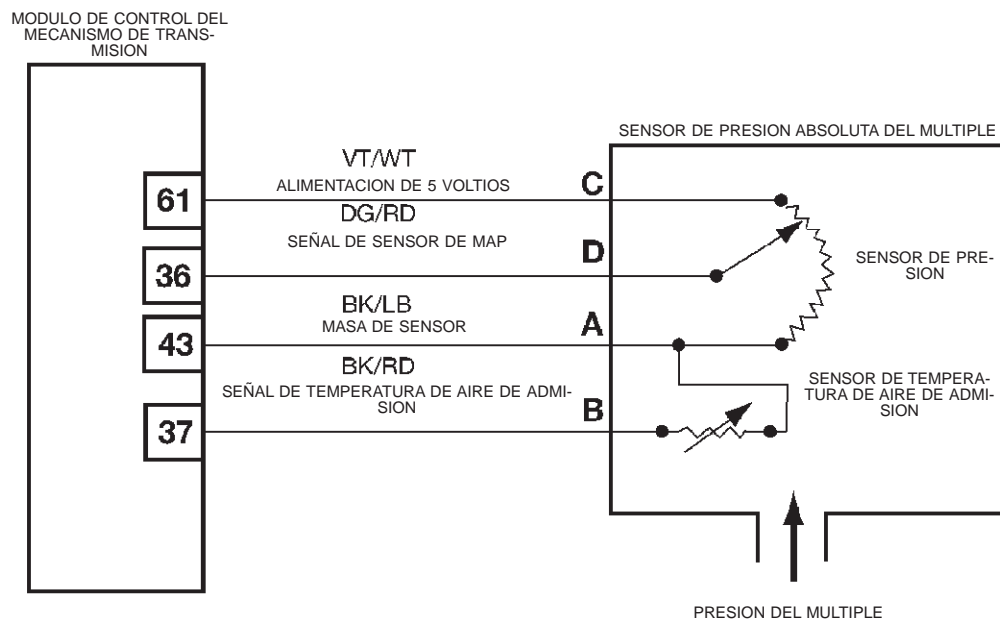 MODULO DE CONTROL DEL
MECANISMO DE TRANS-
MISION
SENSOR DE PRESION ABSOLUTA DEL MULTIPLE
61
VT/WT
ALIMENTACION DE 5 VOLTIOS
C
36
DG/RD
SEÑAL DE SENSOR DE MAP
D
SENSOR DE PRE-
SION
43
BK/LB
MASA DE SENSOR
A
37
BK/RD
SEÑAL DE TEMPERATURA DE AIRE DE ADMI-
SION
B
SENSOR DE TEMPERA-
TURA DE AIRE DE ADMI-
SION
PRESION DEL MULTIPLE